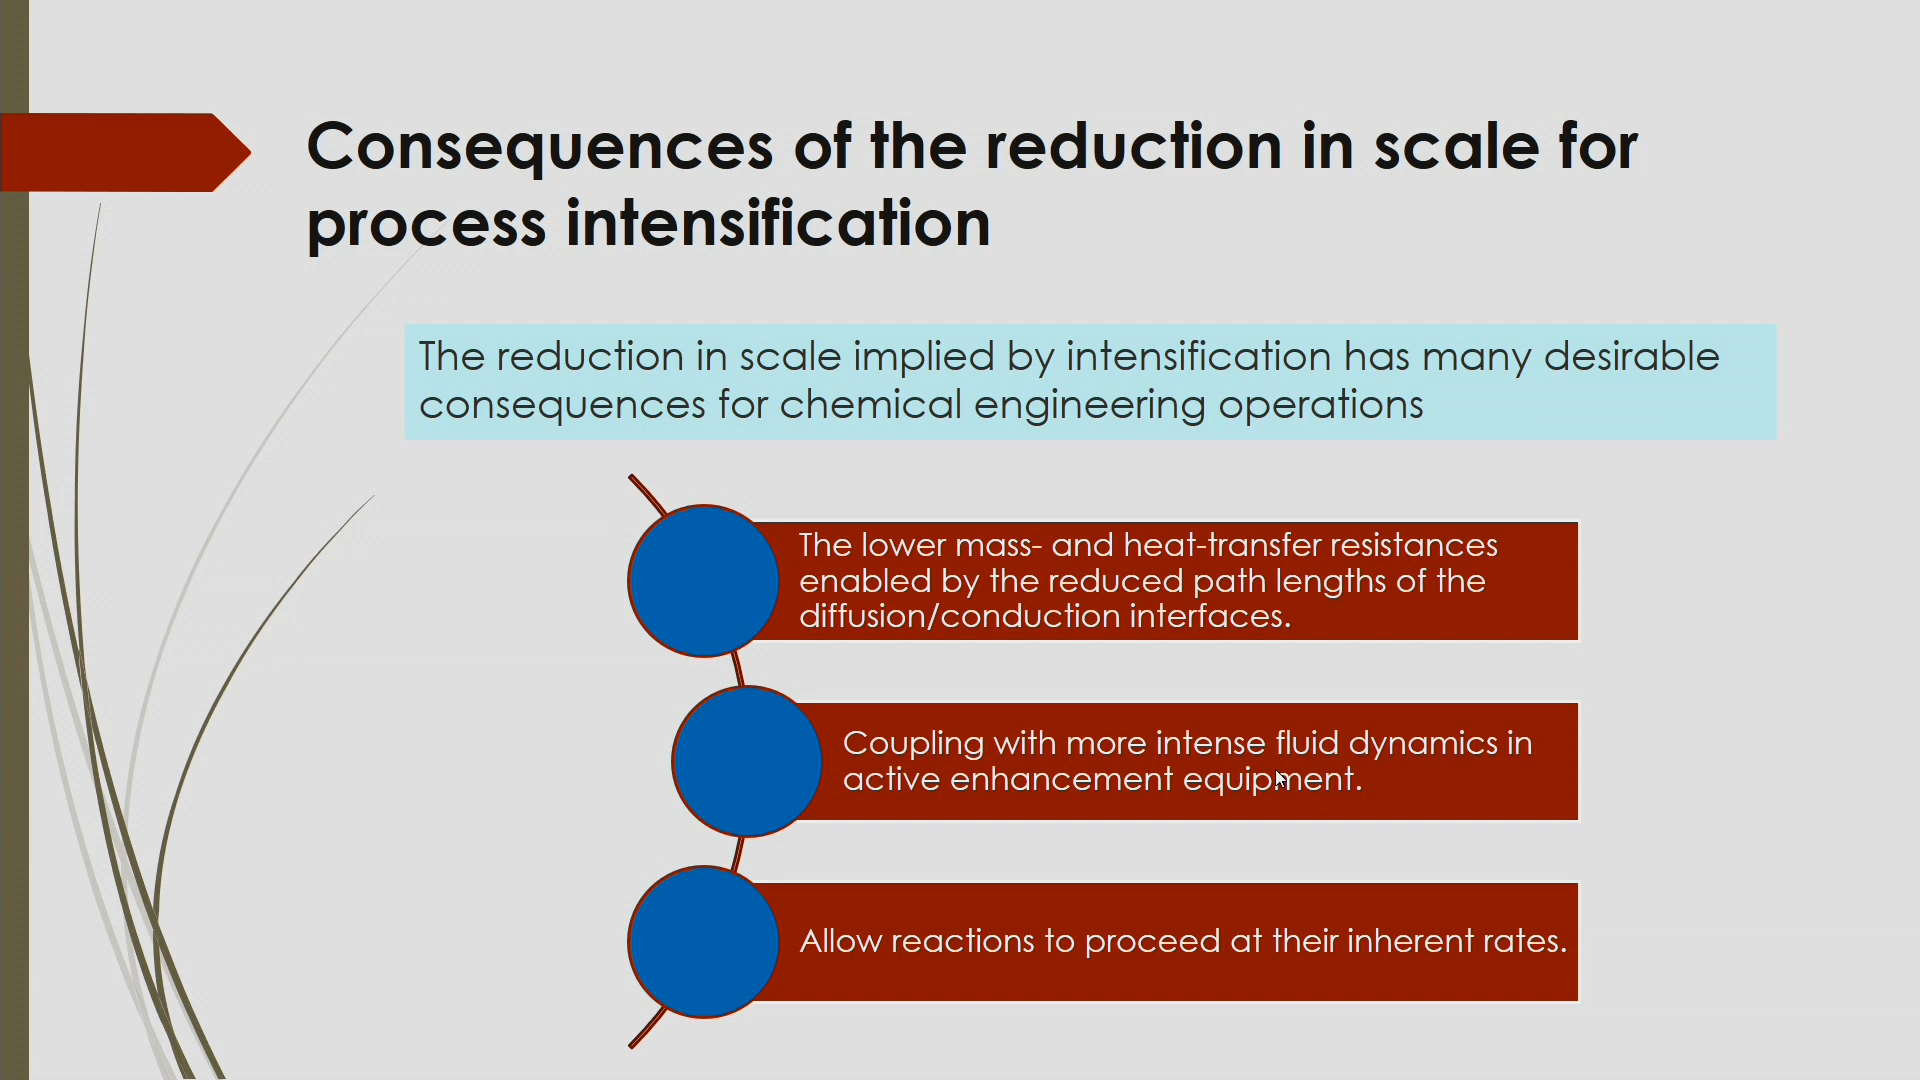 Consequences of the reduction in scale for
process intensification
The reduction in scale implied by intensification has many desirable
consequences for chemical engineering operations
The lower mass- and heat-transfer resistances
enabled by the reduced path lengths of the
diffusion/conduction interfaces.
Coupling with more intense fluid dynamics in
active enhancement equipment.
Allow reactions to proceed at their inherent rates.